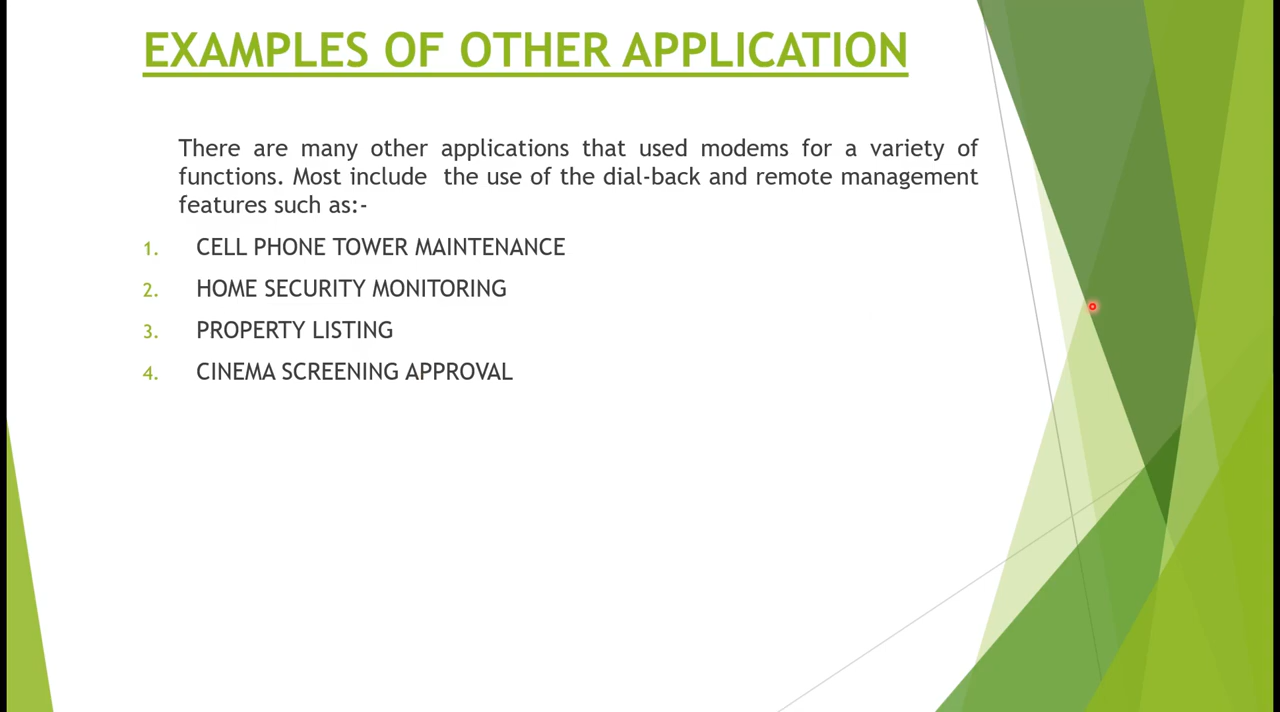 EXAMPLES OF OTHER APPLICATION
There are many other applications that used modems for a variety of
functions. Most include the use of the dial-back and remote management
features such as:-
1. CELL PHONE TOWER MAINTENANCE
2. HOME SECURITY MONITORING
3. PROPERTY LISTING
4. CINEMA SCREENING APPROVAL